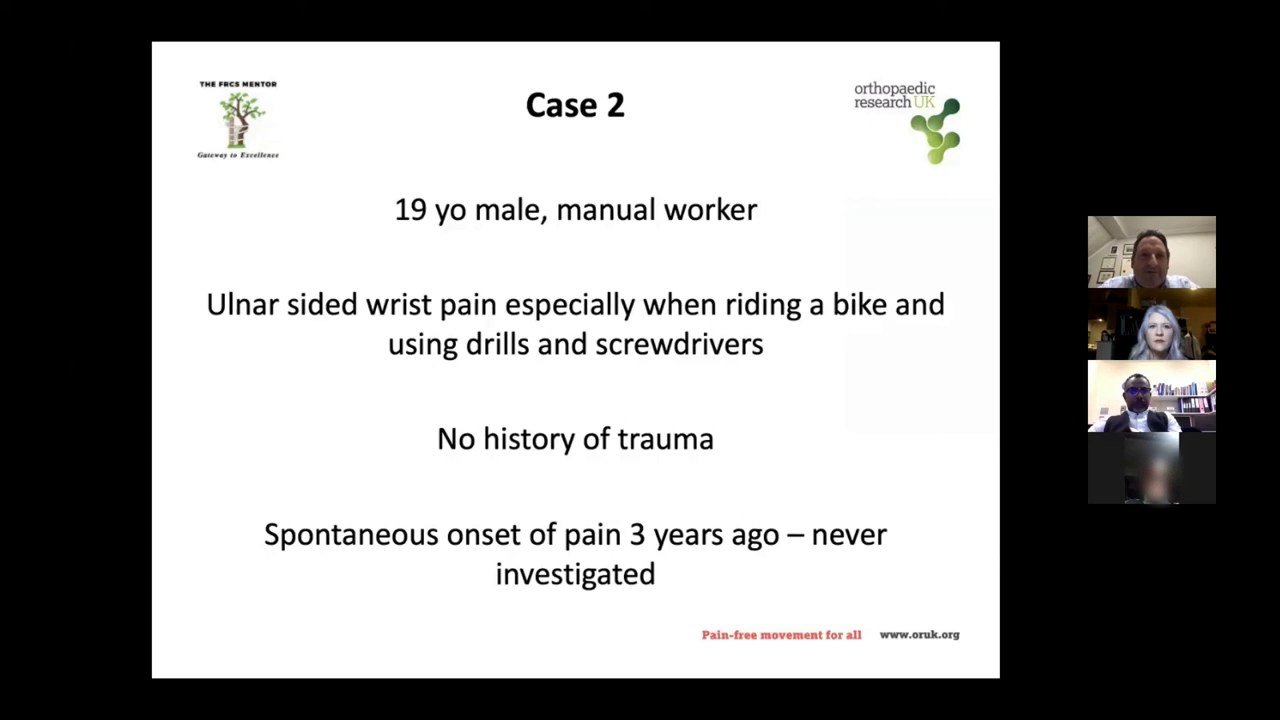 THE FRCS MENTOR
Gateway to Excellence
Case 2
orthopaedic
research UK
19 yo male, manual worker
Ulnar sided wrist pain especially when riding a bike and
using drills and screwdrivers
No history of trauma
Spontaneous onset of pain 3 years ago – never
investigated
Pain-free movement for all www.oruk.org